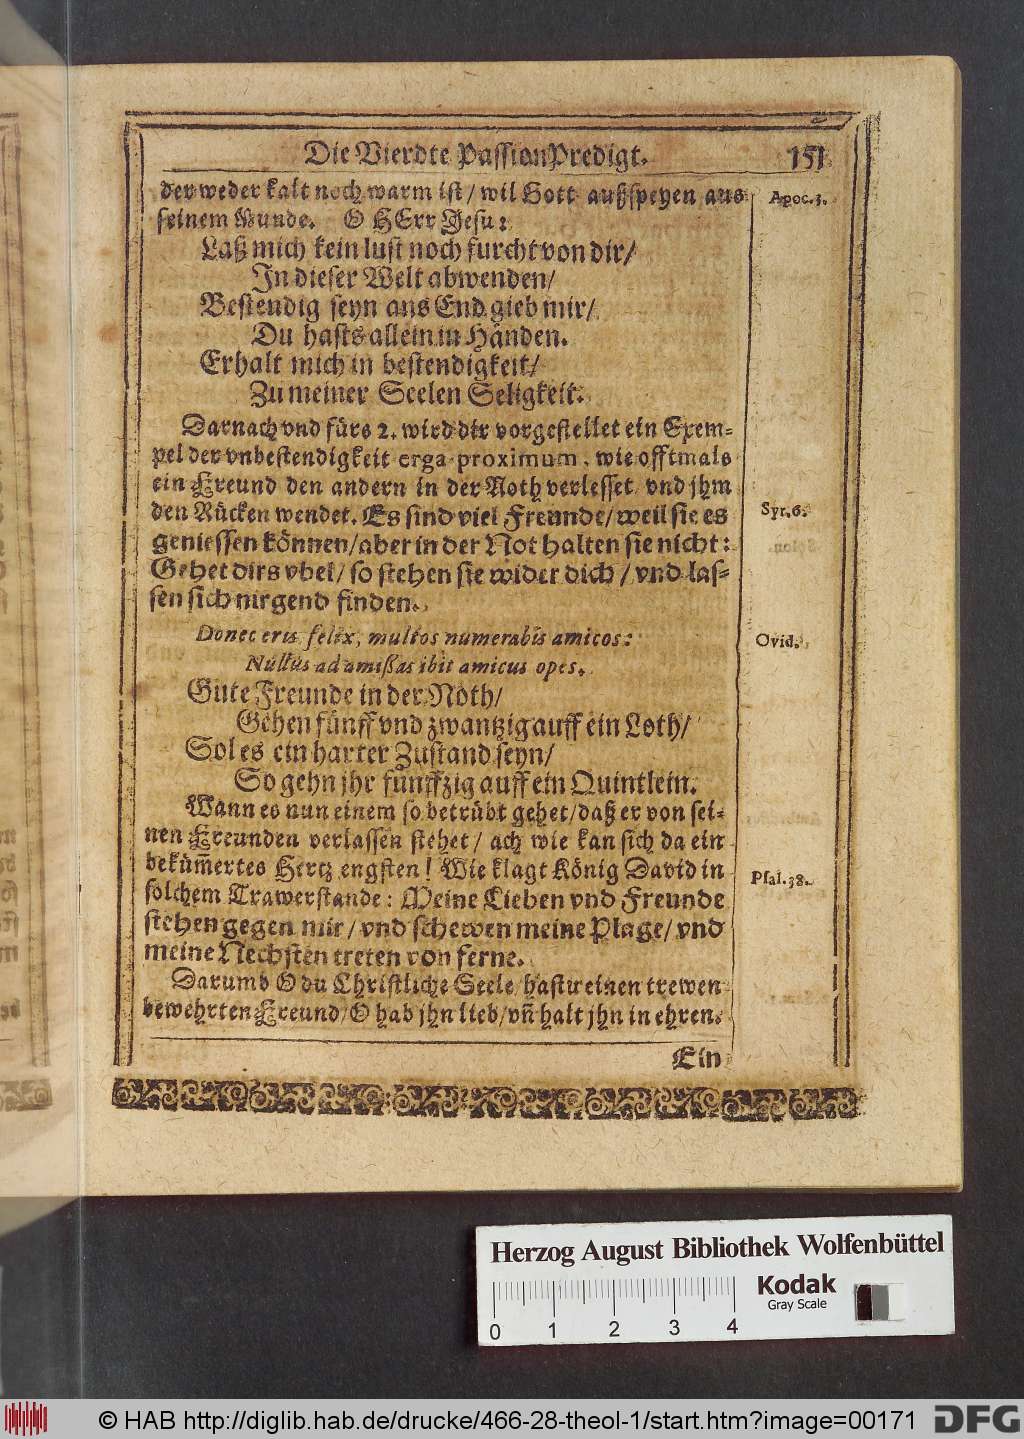 Die Vierdte PassionPredigt. 151
der weder kalt noch warm ist / wil Gott außspeyen aus
Apoc.3.
seinem Munde. O HErr Jesu:
Laß mich kein lust noch furcht von dir /
In dieser Welt abwenden /
Bestendig seyn ans End gieb mir /
Du hasts allein in Händen.
Erhalt mich in bestendigkeit /
Zu meiner Seelen Seligkeit.
Darnach vnd fürs 2. wird dir vorgestellet ein Exem-
pel der vnbestendigkeit erga proximum, wie offtmals
ein Freund den andern in der Noth verlesset vnd jhm
den Rücken wendet. Es sind viel Freunde / weil sie es
Syr.6.
geniessen können / aber in der Not halten sie nicht:
Gehet dirs vbel / so stehen sie wider dich / vnd las-
sen sich nirgend finden.
Donec eris felix, multos numerabis amicos:
Ovid.
Nullus ad amißas ibit amicus opes.
Gute Freunde in der Noth /
Gehen fünff vnd zwantzig auff ein Loth /
Sol es ein harter Zustand seyn /
So gehn jhr fünffzig auff ein Quintlein.
Wann es nun einem so betrübt gehet / daß er von sei-
nen Freunden verlassen stehet / ach wie kan sich da ein
bekům̃ertes Hertz engsten! Wie klagt König David in
Psal.38.
solchem Trawerstande: Meine Lieben vnd Freunde
stehen gegen mir / vnd schewen meine Plage / vnd
meine Nechsten treten von ferne.
Darumb O du Christliche Seele / hastu einen trewen
bewehrten Freund / O hab jhn lieb / vñ halt jhn in ehren.
Ein
Herzog August Bibliothek Wolfenbüttel
Kodak
Gray Scale
0 1 2 3 4
© HAB http://diglib.hab.de/drucke/466-28-theol-1/start.htm?image=00171
DFG